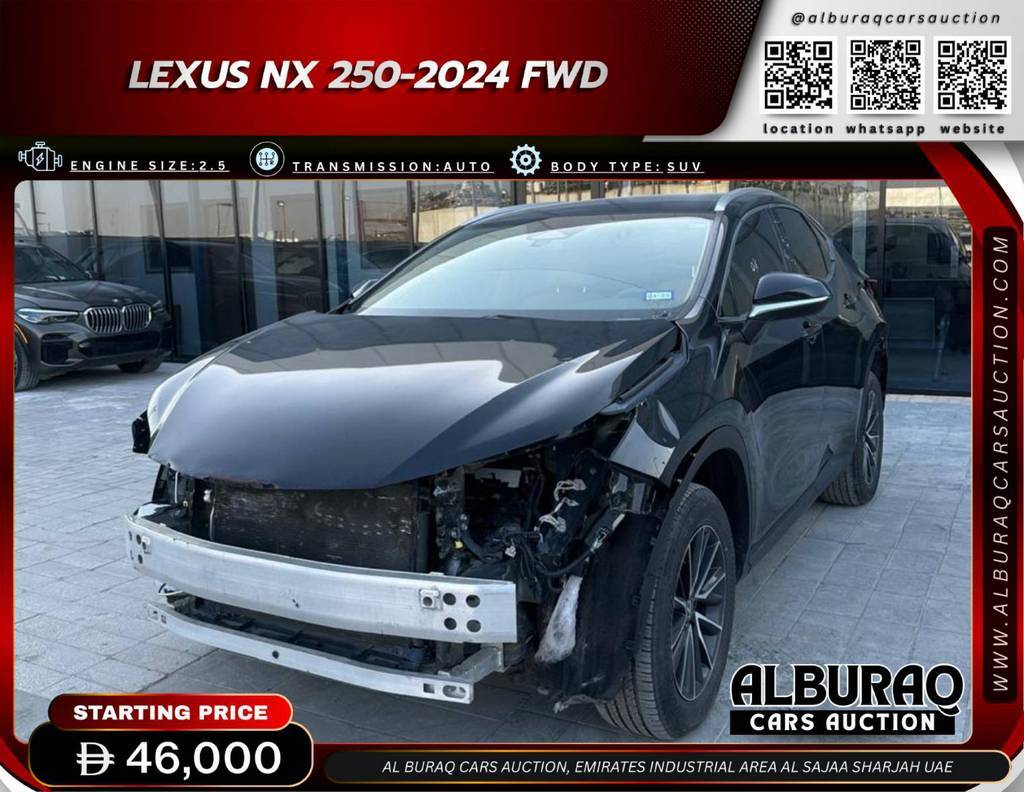 @alburaqcarsauction
LEXUS NX 250-2024 FWD
location whatsapp website
ENGINE SIZE:2.5 TRANSMISSION:AUTO BODY TYPE: SUV
WWW.ALBURAQCARSAUCTION.COM
ALBURAQ
CARS AUCTION
STARTING PRICE
46,000
AL BURAQ CARS AUCTION, EMIRATES INDUSTRIAL AREA AL SAJAA SHARJAH UAE